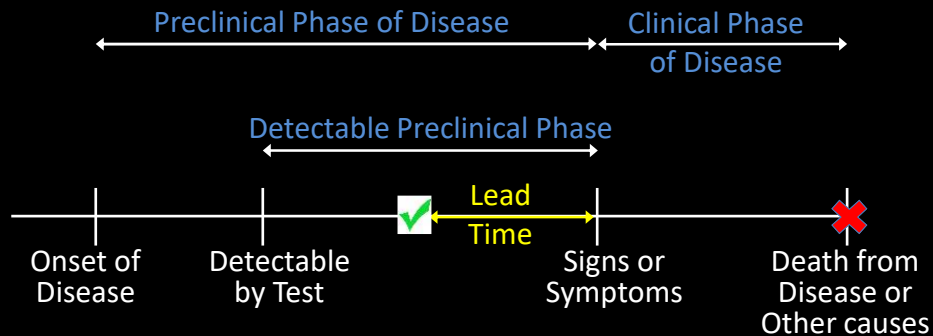 Preclinical Phase of Disease
Clinical Phase
of Disease
Detectable Preclinical Phase
Lead
Time
Onset of
Disease
Detectable
by Test
Signs or
Symptoms
Death from
Disease or
Other causes